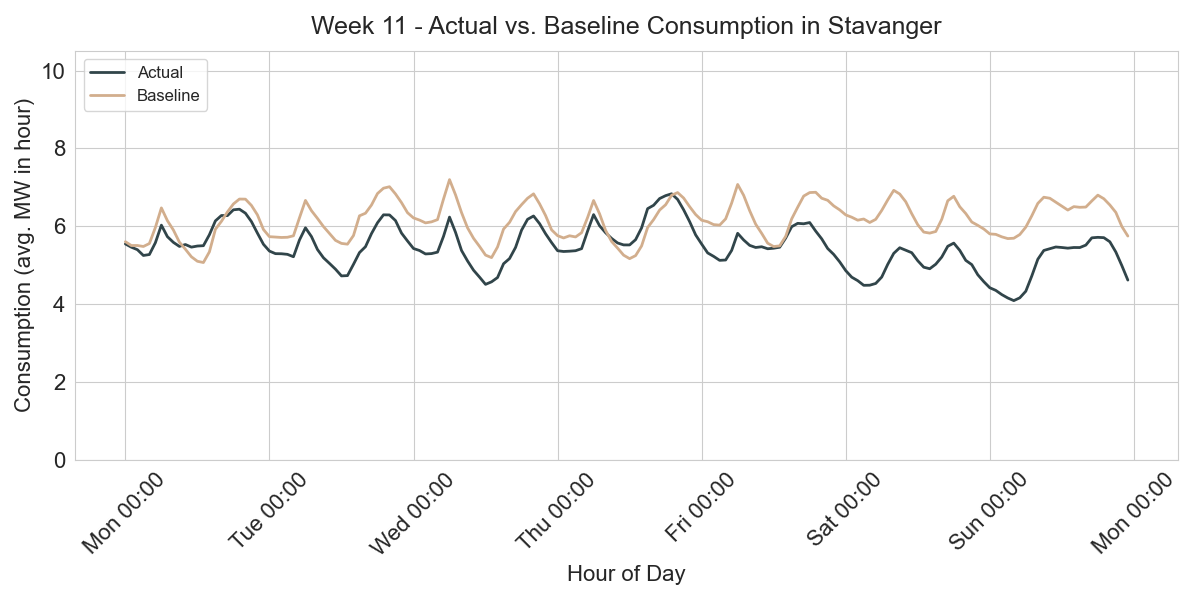 Week 11 - Actual vs. Baseline Consumption in Stavanger
Actual
Baseline
Consumption (avg. MW in hour)
10
8
6
4
2
0
Mon 00:00
Tue 00:00
Wed 00:00
Thu 00:00
Fri 00:00
Sat 00:00
Sun 00:00
Mon 00:00
Hour of Day